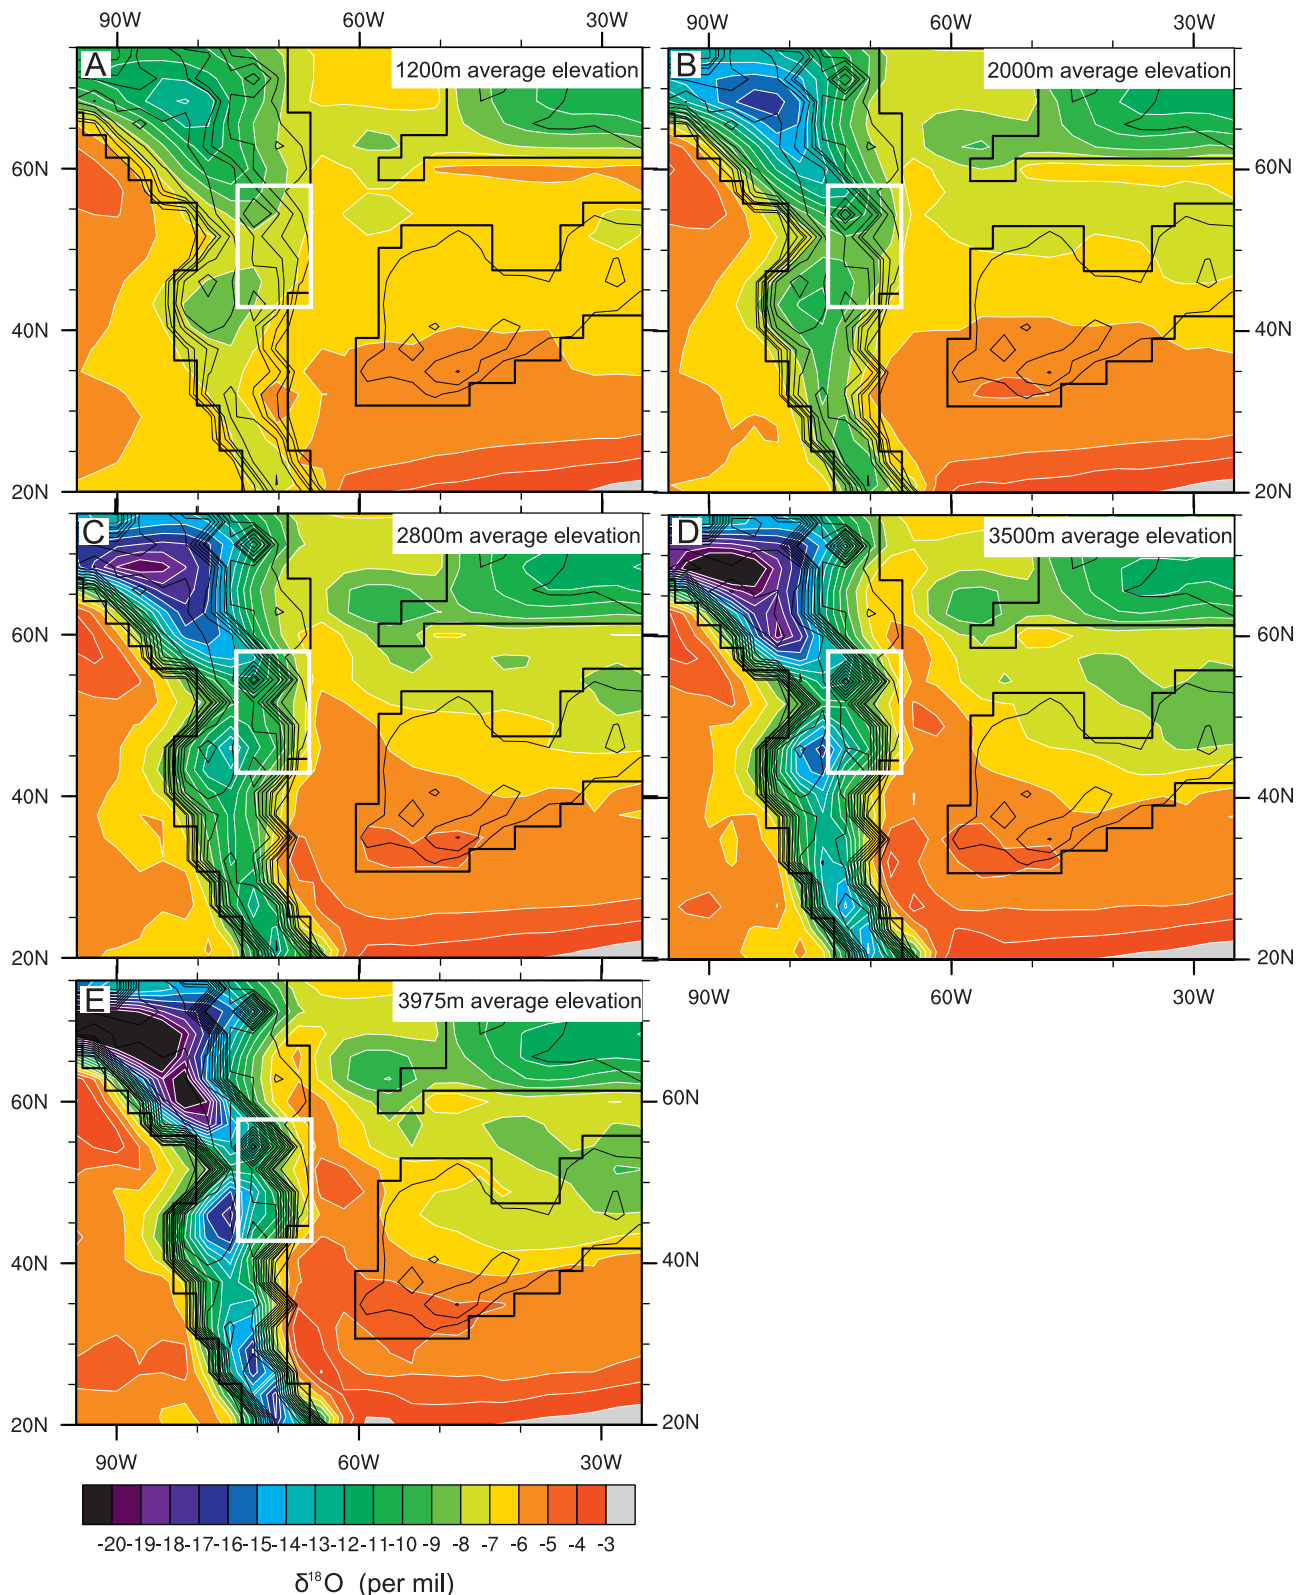 90W 60W 30W 90W 60W 30W
A 1200m average elevation B 2000m average elevation
60N 60N
40N 40N
20N 20N
C 2800m average elevation D 3500m average elevation
60N 60N
40N 40N
20N 20N
90W 60W 30W
E 3975m average elevation
60N 60N
40N 40N
20N 20N
90W 60W 30W
-20 -19 -18 -17 -16 -15 -14 -13 -12 -11 -10 -9 -8 -7 -6 -5 -4 -3
δ¹⁸O (per mil)